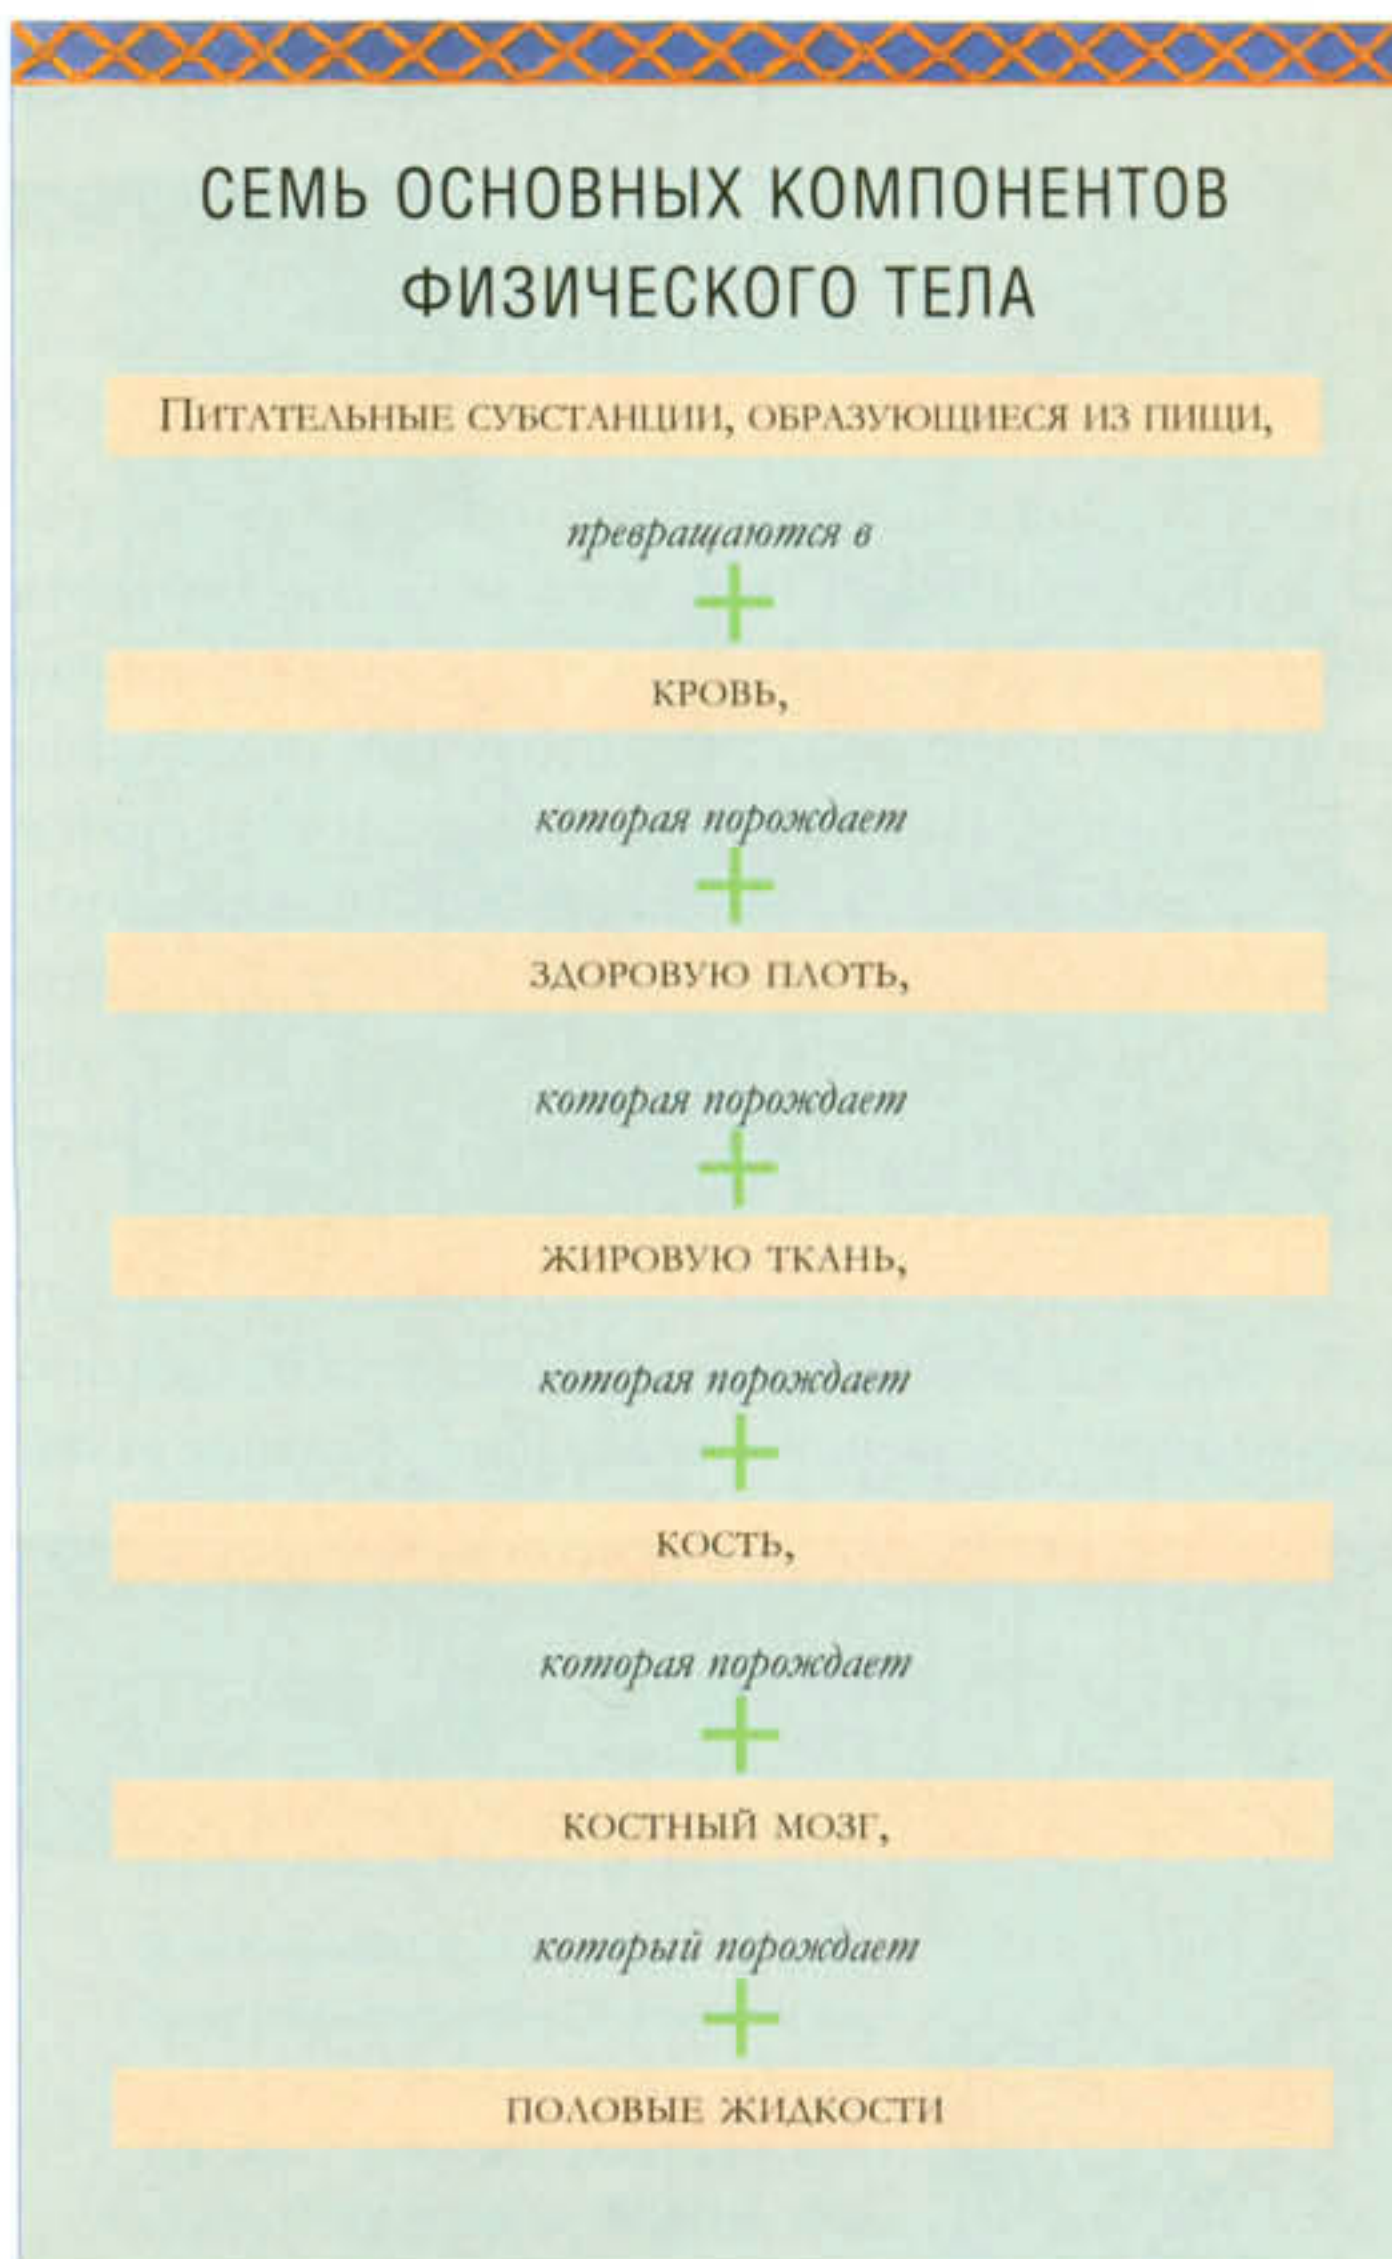 СЕМЬ ОСНОВНЫХ КОМПОНЕНТОВ
ФИЗИЧЕСКОГО ТЕЛА
Питательные субстанции, образующиеся из пищи,
превращаются в
кровь,
которая порождает
здоровую плоть,
которая порождает
жировую ткань,
которая порождает
кость,
которая порождает
костный мозг,
который порождает
половые жидкости